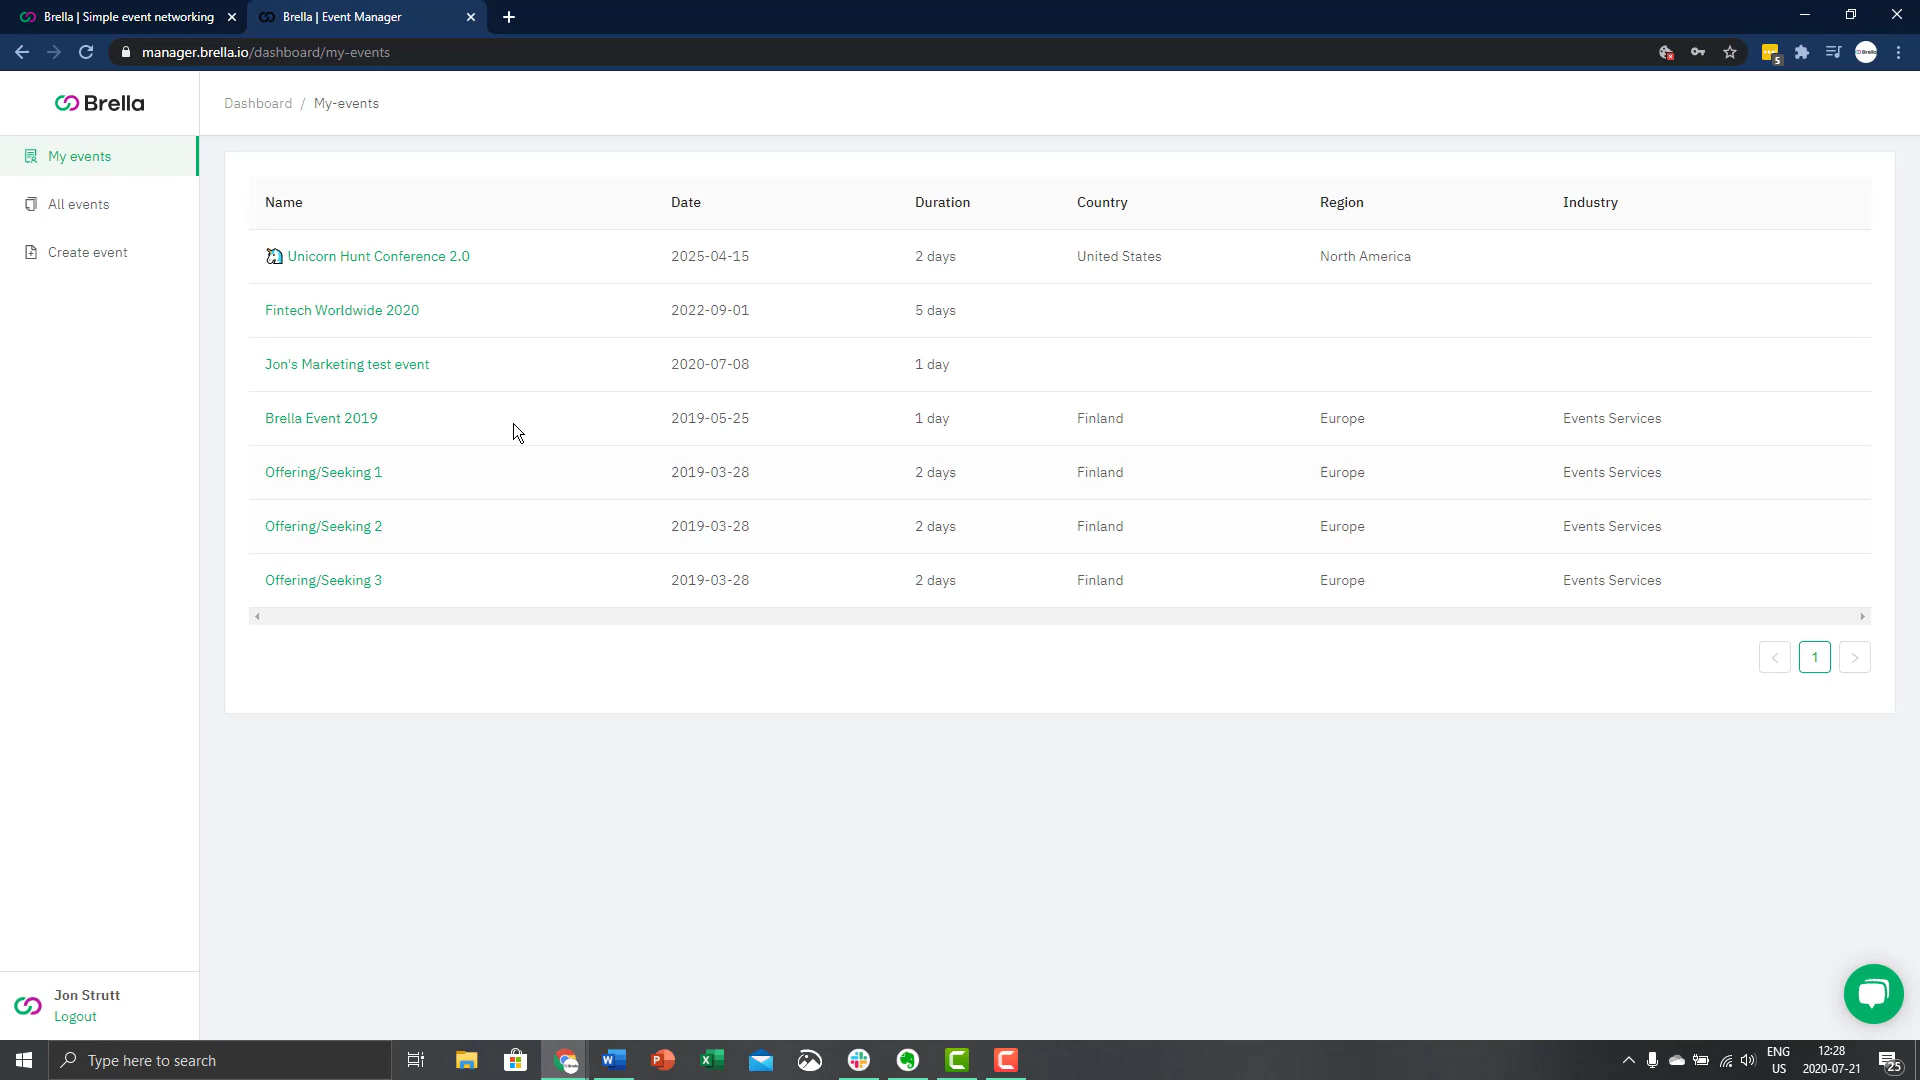 Brella | Simple event networking
Brella | Event Manager
manager.brella.io/dashboard/my-events
5
Brella
Dashboard / My-events
My events
All events
Create event
Name Date Duration Country Region Industry
Unicorn Hunt Conference 2.0 2025-04-15 2 days United States North America
Fintech Worldwide 2020 2022-09-01 5 days
Jon's Marketing test event 2020-07-08 1 day
Brella Event 2019 2019-05-25 1 day Finland Europe Events Services
Offering/Seeking 1 2019-03-28 2 days Finland Europe Events Services
Offering/Seeking 2 2019-03-28 2 days Finland Europe Events Services
Offering/Seeking 3 2019-03-28 2 days Finland Europe Events Services
< 1 >
Jon Strutt
Logout
Type here to search
ENG
US
12:28
2020-07-21
25